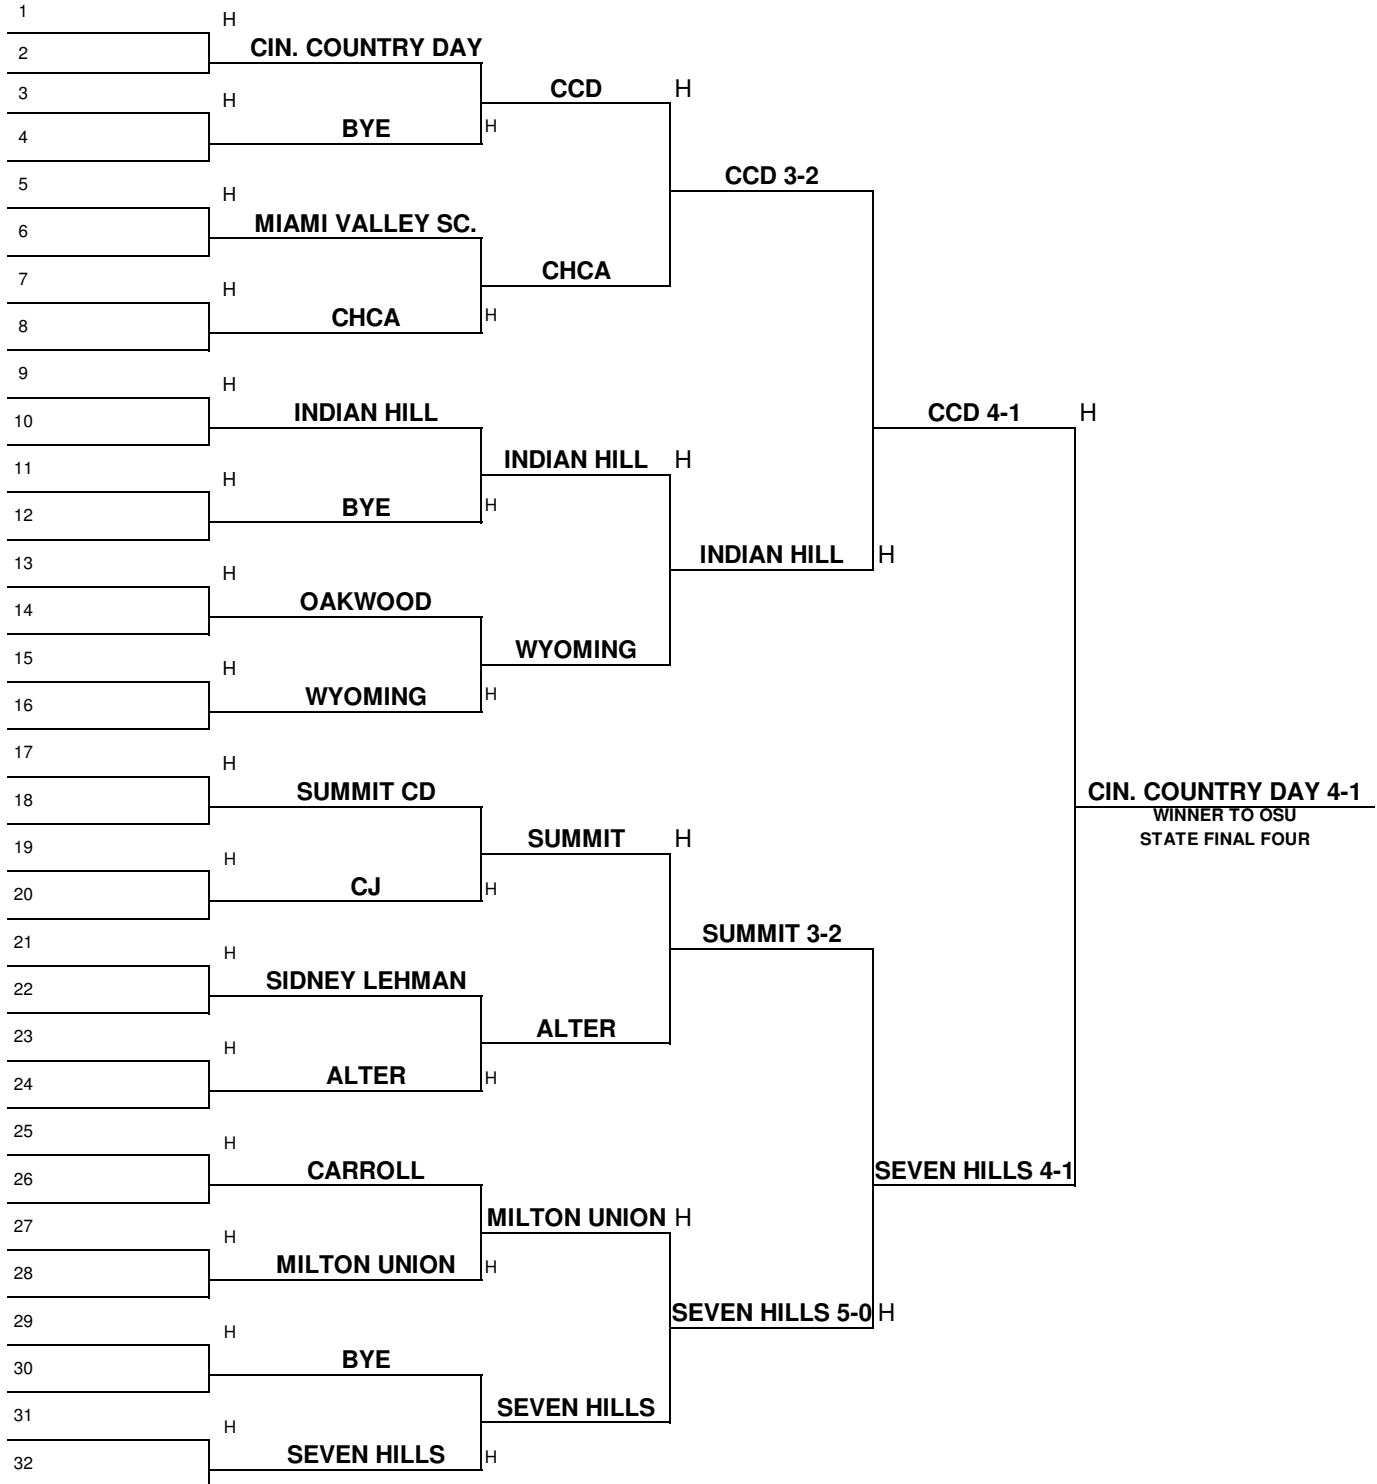 1
H
2
CIN. COUNTRY DAY
3
CCD H
H
4
BYE H
5
CCD 3-2
H
6
MIAMI VALLEY SC.
7
CHCA
H
8
CHCA H
9
H
10
INDIAN HILL
CCD 4-1 H
11
INDIAN HILL H
H
12
BYE H
13
INDIAN HILL H
H
14
OAKWOOD
15
WYOMING
H
16
WYOMING H
17
H
18
SUMMIT CD
CIN. COUNTRY DAY 4-1
WINNER TO OSU
STATE FINAL FOUR
19
SUMMIT H
H
20
CJ H
21
SUMMIT 3-2
H
22
SIDNEY LEHMAN
23
ALTER
H
24
ALTER H
25
H
26
CARROLL
SEVEN HILLS 4-1
27
MILTON UNION H
H
28
MILTON UNION H
29
SEVEN HILLS 5-0 H
H
30
BYE
31
SEVEN HILLS
H
32
SEVEN HILLS H